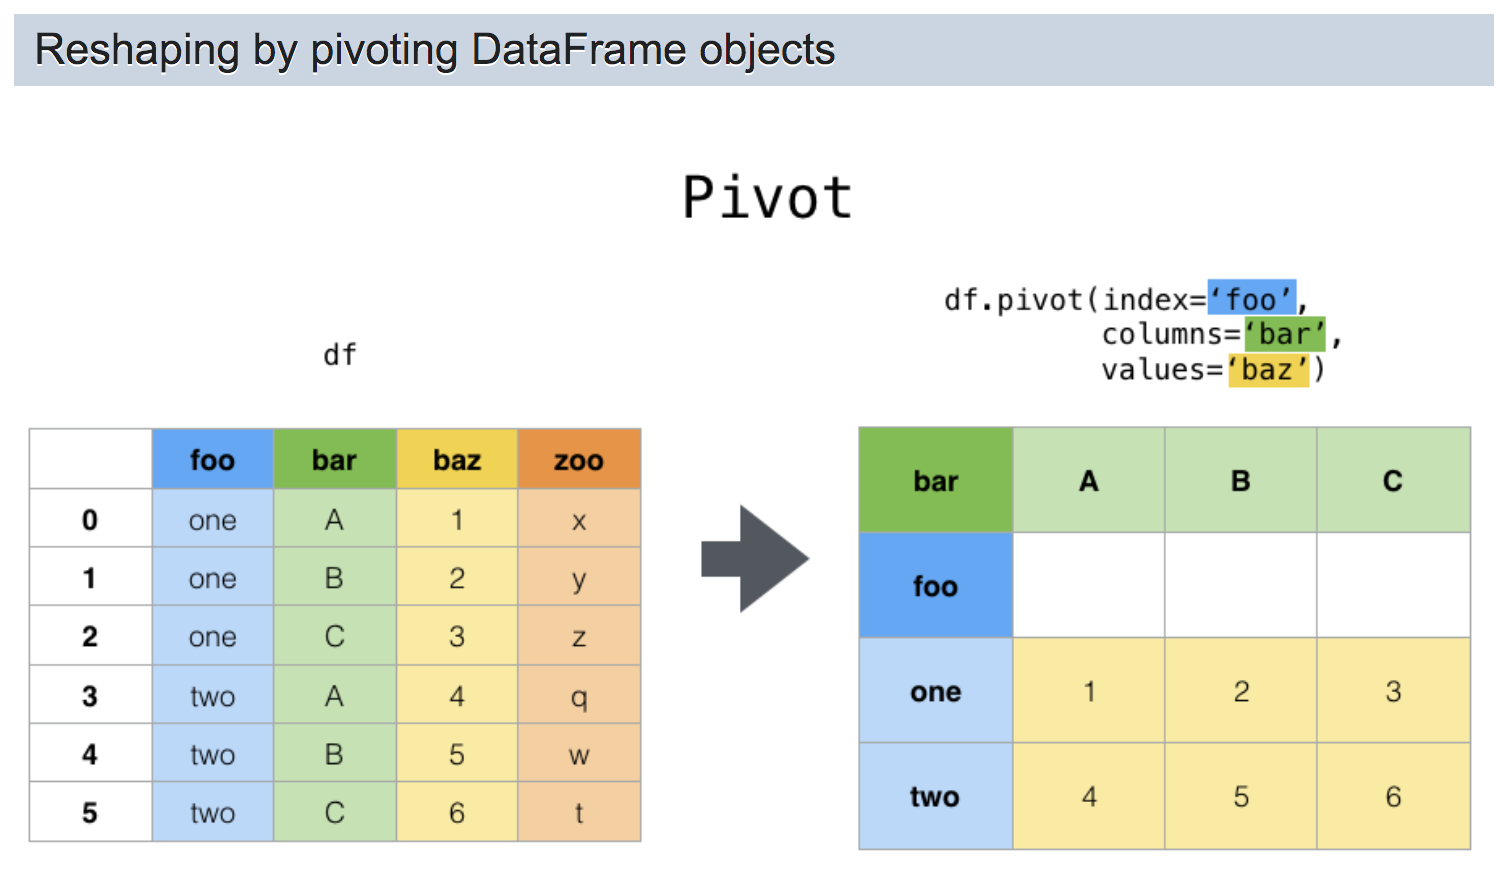 Reshaping by pivoting DataFrame objects
Pivot
df
foo bar baz zoo
0 one A 1 x
1 one B 2 y
2 one C 3 z
3 two A 4 q
4 two B 5 w
5 two C 6 t
df.pivot(index=‘foo’,
columns=‘bar’,
values=‘baz’)
bar A B C
foo
one 1 2 3
two 4 5 6